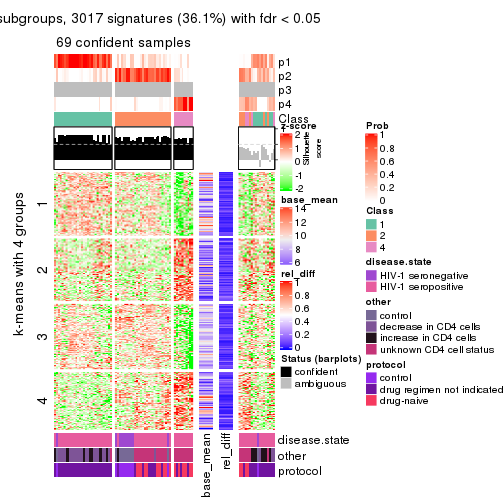 subgroups, 3017 signatures (36.1%) with fdr < 0.05
69 confident samples
p1
p2
p3
p4
Class
z-score
2
1
0
-1
-2
Silhouette score
1
0.5
0
base_mean
14
12
10
8
6
rel_diff
1
0.8
0.6
0.4
0.2
0
Status (barplots)
confident
ambiguous
Prob
1
0.8
0.6
0.4
0.2
0
Class
1
2
4
disease.state
HIV-1 seronegative
HIV-1 seropositive
other
control
decrease in CD4 cells
increase in CD4 cells
unknown CD4 cell status
protocol
control
drug regimen not indicated
drug-naive
k-means with 4 groups
1
2
3
4
disease.state
other
protocol
base_mean
rel_diff